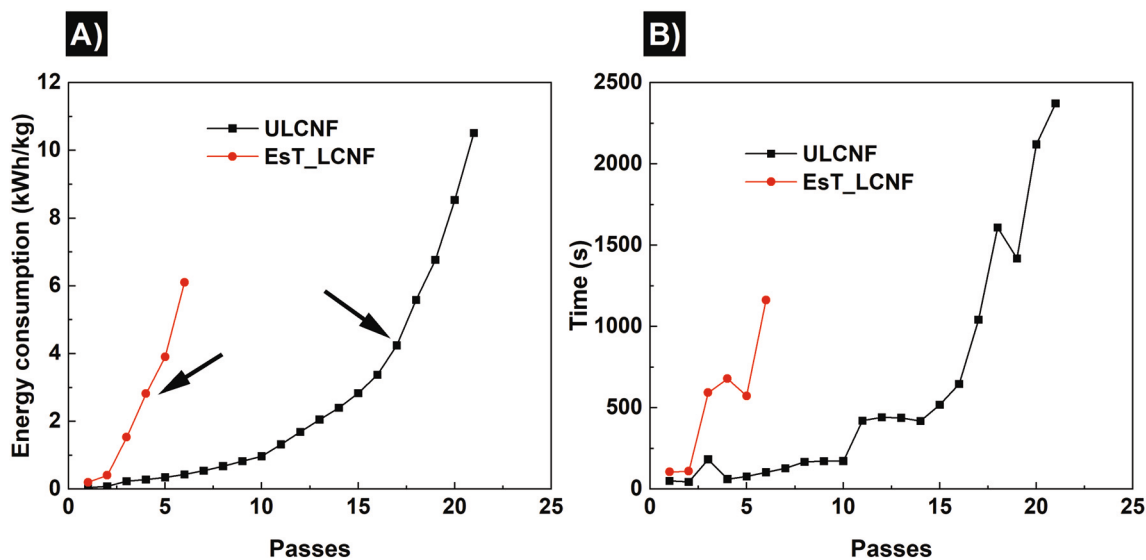 A)
Energy consumption (kWh/kg)
12
10
8
6
4
2
0
ULCNF
EsT_LCNF
0 5 10 15 20 25
Passes
B)
Time (s)
2500
2000
1500
1000
500
0
ULCNF
EsT_LCNF
0 5 10 15 20 25
Passes